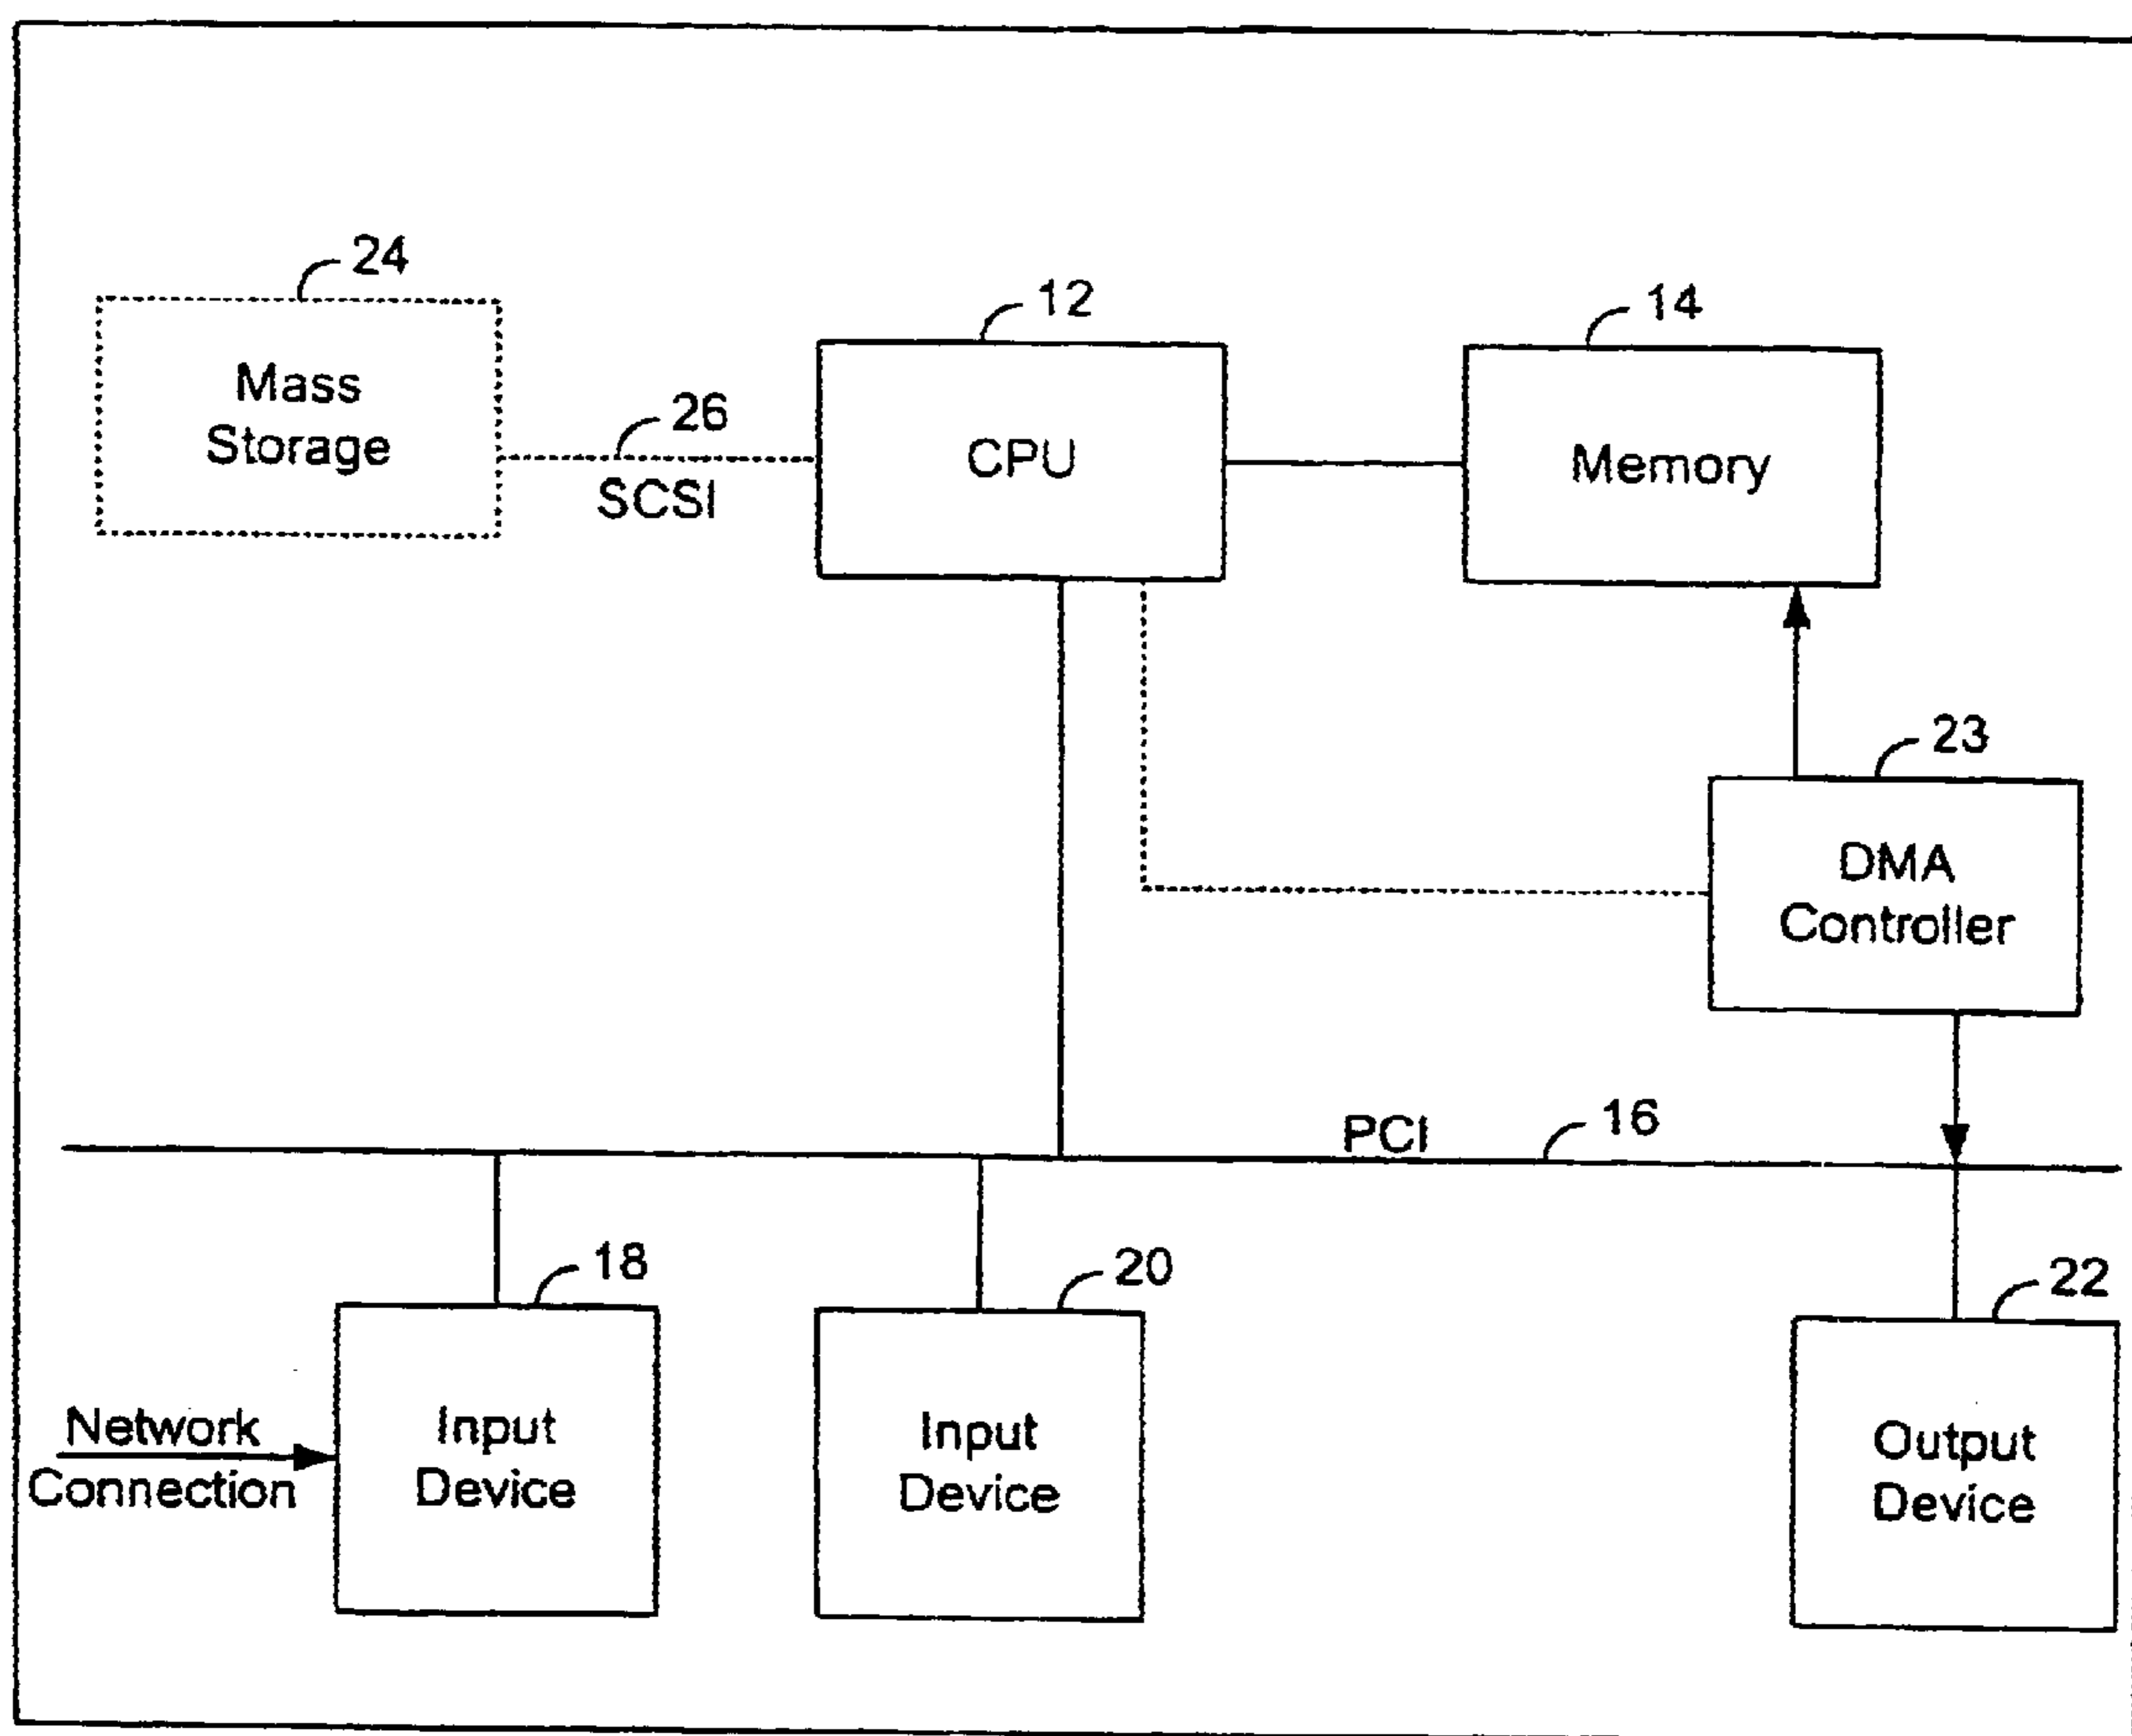 24
Mass
Storage
26
SCSI
12
CPU
14
Memory
23
DMA
Controller
PCI
16
18
Input
Device
Network
Connection
20
Input
Device
22
Output
Device